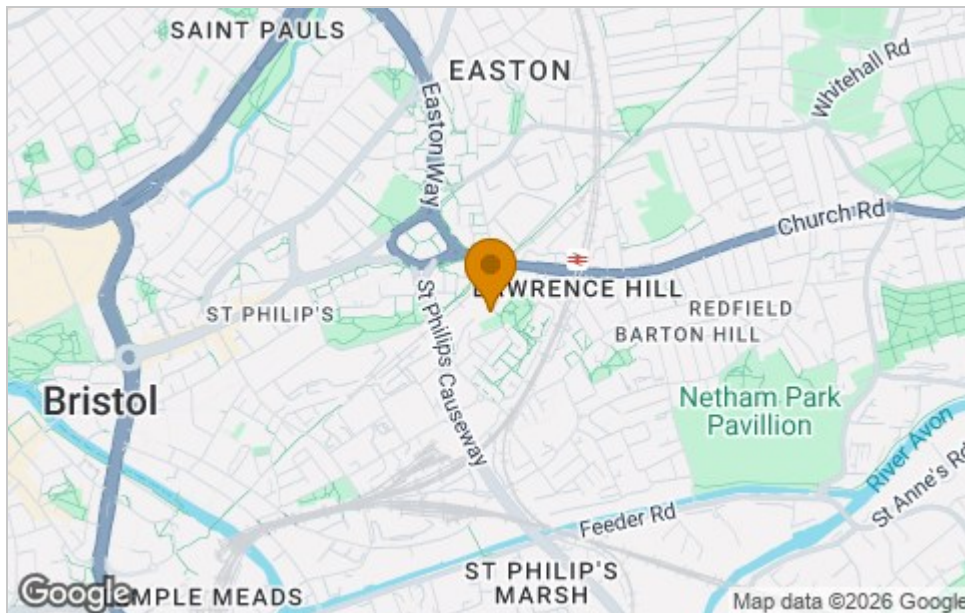 SAINT PAULS
EASTON
Whitehall Rd
Easton Way
Church Rd
LAWRENCE HILL
ST PHILIP'S
REDFIELD
BARTON HILL
St Philips Causeway
Bristol
Netham Park
Pavillion
River Avon
St Anne's Rd
Feeder Rd
ST PHILIP'S
MARSH
TEMPLE MEADS
Google
Map data ©2026 Google